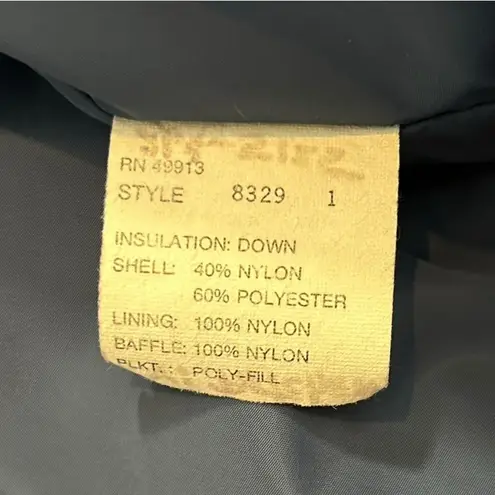 RN 49913
STYLE 8329 1
INSULATION: DOWN
SHELL: 40% NYLON
60% POLYESTER
LINING: 100% NYLON
BAFFLE: 100% NYLON
PLKT. : POLY-FILL